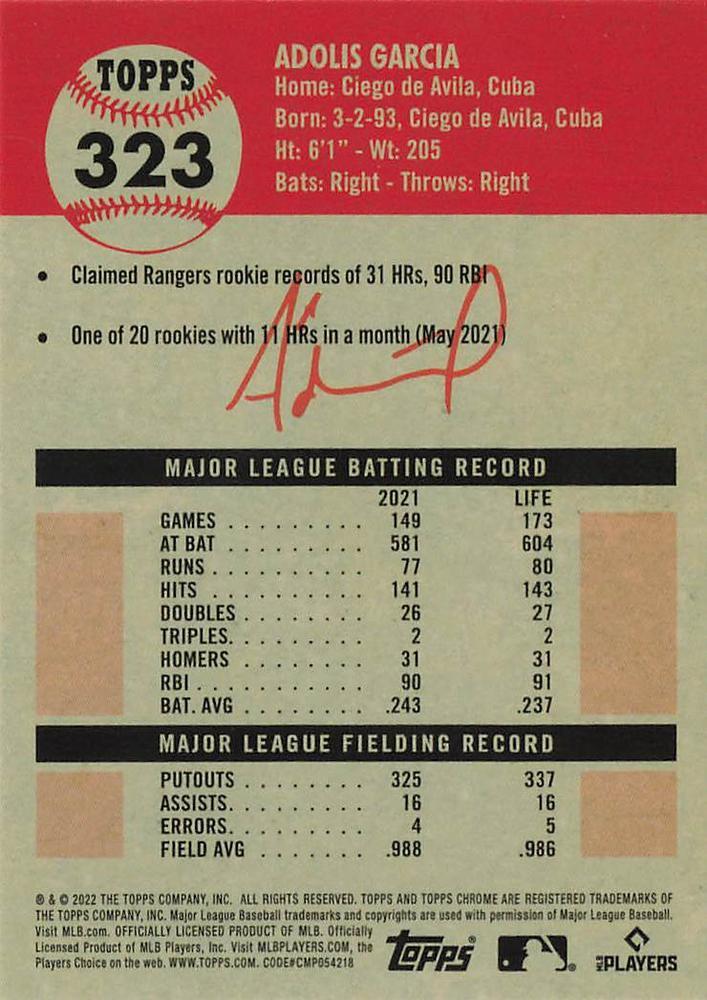 TOPPS
323
ADOLIS GARCIA
Home: Ciego de Avila, Cuba
Born: 3-2-93, Ciego de Avila, Cuba
Ht: 6'1" - Wt: 205
Bats: Right - Throws: Right
• Claimed Rangers rookie records of 31 HRs, 90 RBI
• One of 20 rookies with 11 HRs in a month (May 2021)
MAJOR LEAGUE BATTING RECORD
2021 LIFE
GAMES . . . . . . . . . 149 173
AT BAT . . . . . . . . . 581 604
RUNS . . . . . . . . . . 77 80
HITS . . . . . . . . . . 141 143
DOUBLES . . . . . . . . 26 27
TRIPLES. . . . . . . . . 2 2
HOMERS . . . . . . . . 31 31
RBI . . . . . . . . . . . 90 91
BAT. AVG . . . . . . . . .243 .237
MAJOR LEAGUE FIELDING RECORD
PUTOUTS . . . . . . . . 325 337
ASSISTS. . . . . . . . . 16 16
ERRORS. . . . . . . . . 4 5
FIELD AVG . . . . . . . .988 .986
® & © 2022 THE TOPPS COMPANY, INC. ALL RIGHTS RESERVED. TOPPS AND TOPPS CHROME ARE REGISTERED TRADEMARKS OF
THE TOPPS COMPANY, INC. Major League Baseball trademarks and copyrights are used with permission of Major League Baseball.
Visit MLB.com. OFFICIALLY LICENSED PRODUCT OF MLB. Officially
Licensed Product of MLB Players, Inc. Visit MLBPLAYERS.COM, the
Players Choice on the web. WWW.TOPPS.COM. CODE#CMP054218
TOPPS®
MLB PLAYERS